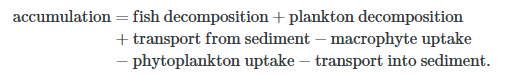 accumulation = fish decomposition + plankton decomposition
+ transport from sediment − macrophyte uptake
− phytoplankton uptake − transport into sediment.